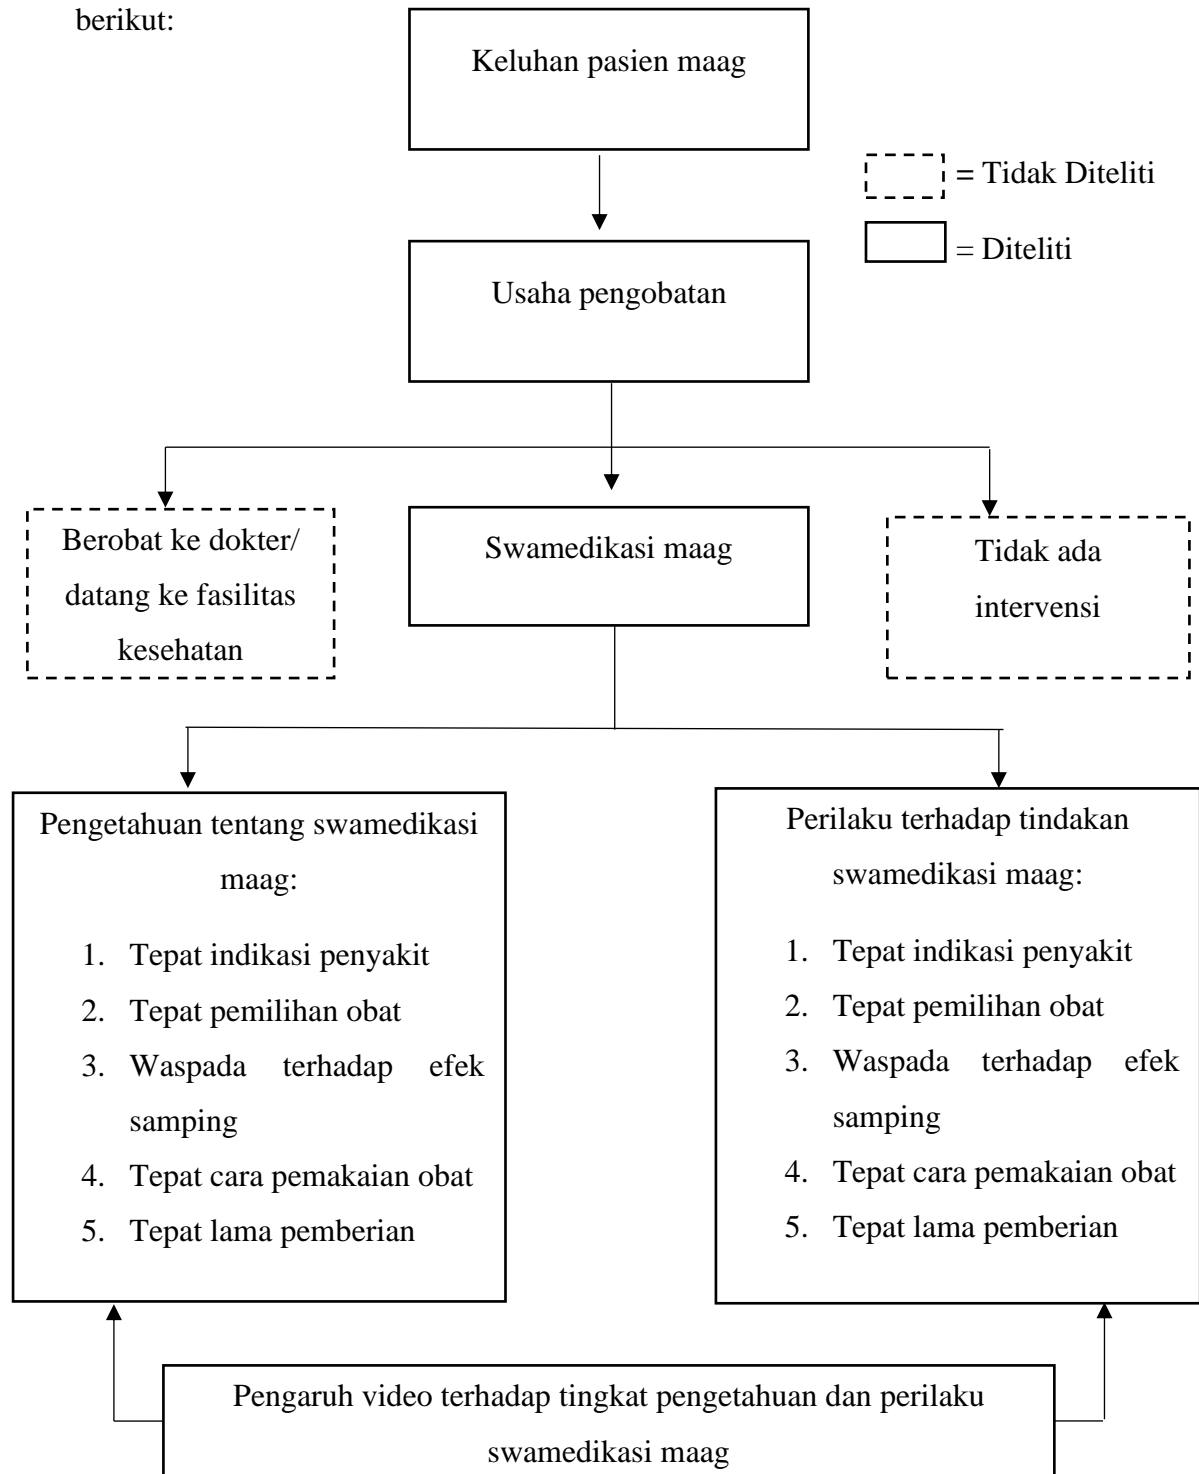 berikut:
Keluhan pasien maag
= Tidak Diteliti
= Diteliti
Usaha pengobatan
Berobat ke dokter/
datang ke fasilitas
kesehatan
Swamedikasi maag
Tidak ada
intervensi
Pengetahuan tentang swamedikasi
maag:
1. Tepat indikasi penyakit
2. Tepat pemilihan obat
3. Waspada terhadap efek
samping
4. Tepat cara pemakaian obat
5. Tepat lama pemberian
Perilaku terhadap tindakan
swamedikasi maag:
1. Tepat indikasi penyakit
2. Tepat pemilihan obat
3. Waspada terhadap efek
samping
4. Tepat cara pemakaian obat
5. Tepat lama pemberian
Pengaruh video terhadap tingkat pengetahuan dan perilaku
swamedikasi maag